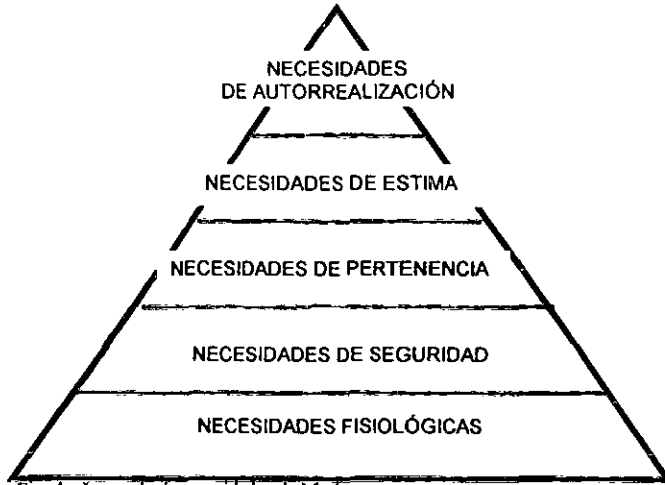 NECESIDADES
DE AUTORREALIZACIÓN
NECESIDADES DE ESTIMA
NECESIDADES DE PERTENENCIA
NECESIDADES DE SEGURIDAD
NECESIDADES FISIOLÓGICAS